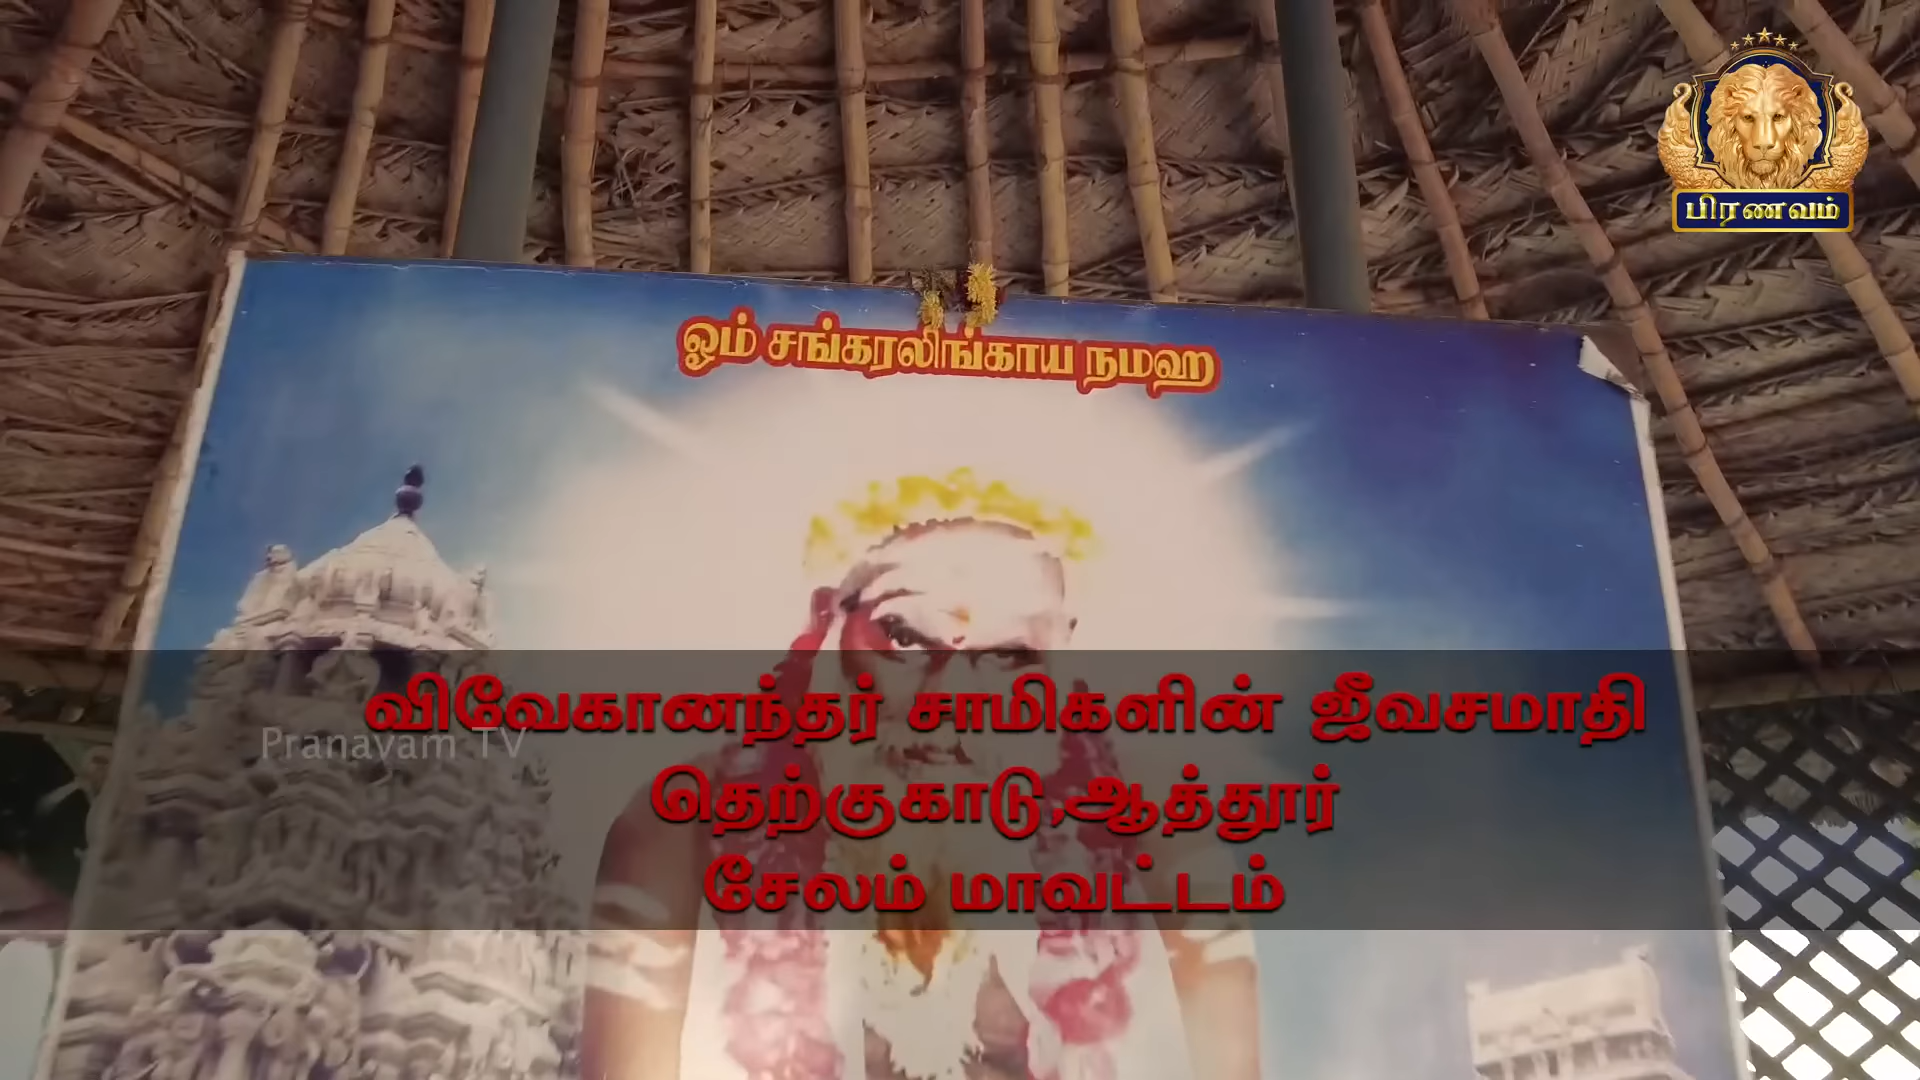 பிரணவம்
ஓம் சங்கரலிங்காய நமஹ
விவேகானந்தர் சாமிகளின் ஜீவசமாதி
Pranavam TV
தெற்குகாடு,ஆத்தூர்
சேலம் மாவட்டம்